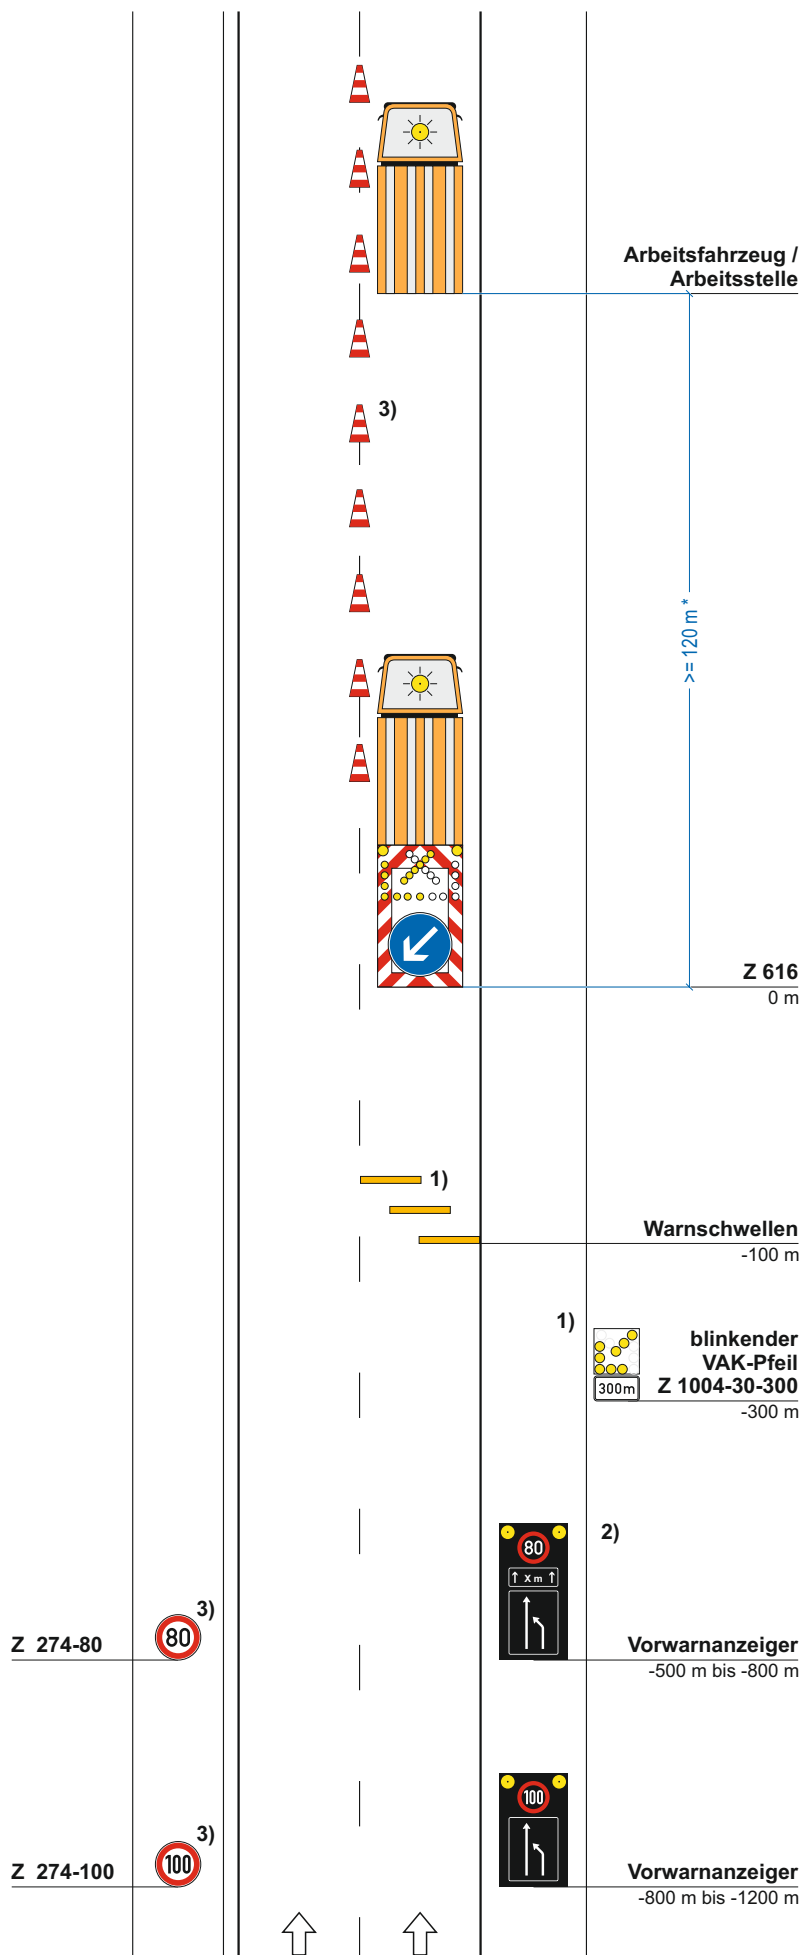 Arbeitsfahrzeug /
Arbeitsstelle
3)
>= 120 m *
Z 616
0 m
1)
Warnschwellen
-100 m
1)
blinkender
VAK-Pfeil
300 m
Z 1004-30-300
-300 m
80
2)
↑ X m ↑
3)
80
Z 274-80
Vorwarnanzeiger
-500 m bis -800 m
100
3)
100
Z 274-100
Vorwarnanzeiger
-800 m bis -1200 m